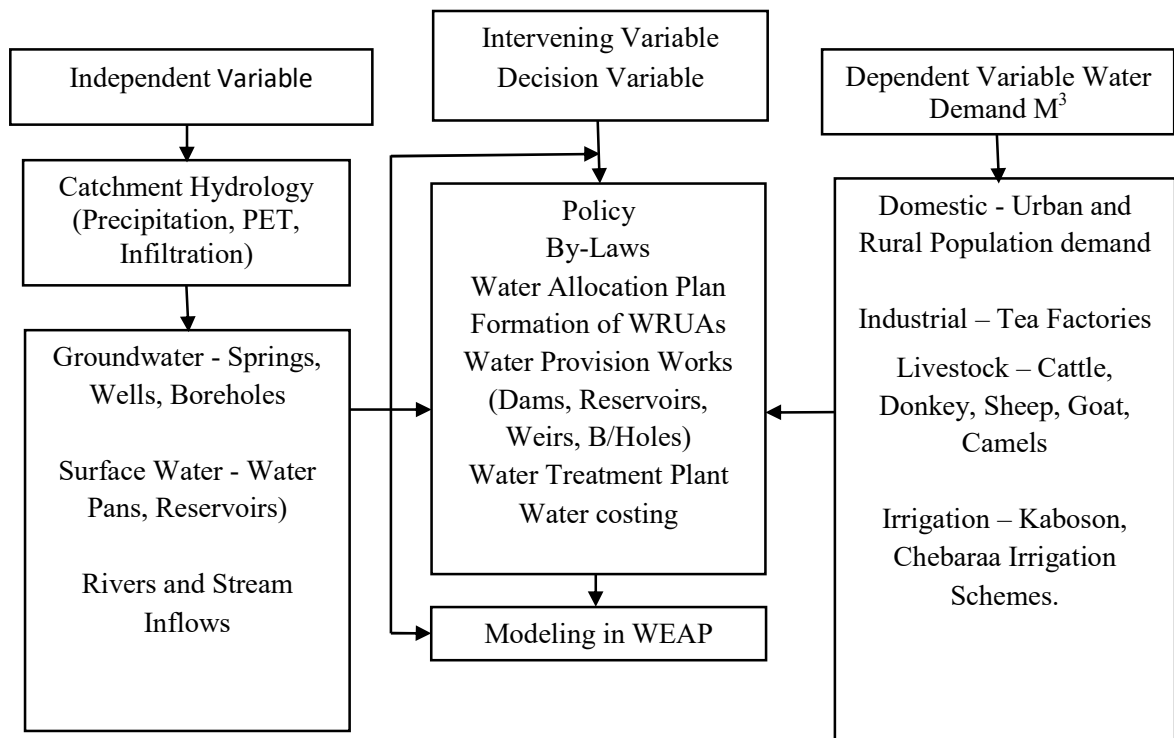 Independent Variable
Catchment Hydrology
(Precipitation, PET,
Infiltration)
Groundwater - Springs,
Wells, Boreholes
Surface Water - Water
Pans, Reservoirs)
Rivers and Stream
Inflows
Intervening Variable
Decision Variable
Policy
By-Laws
Water Allocation Plan
Formation of WRUAs
Water Provision Works
(Dams, Reservoirs,
Weirs, B/Holes)
Water Treatment Plant
Water costing
Modeling in WEAP
Dependent Variable Water
Demand M³
Domestic - Urban and
Rural Population demand
Industrial – Tea Factories
Livestock – Cattle,
Donkey, Sheep, Goat,
Camels
Irrigation – Kaboson,
Chebaraa Irrigation
Schemes.